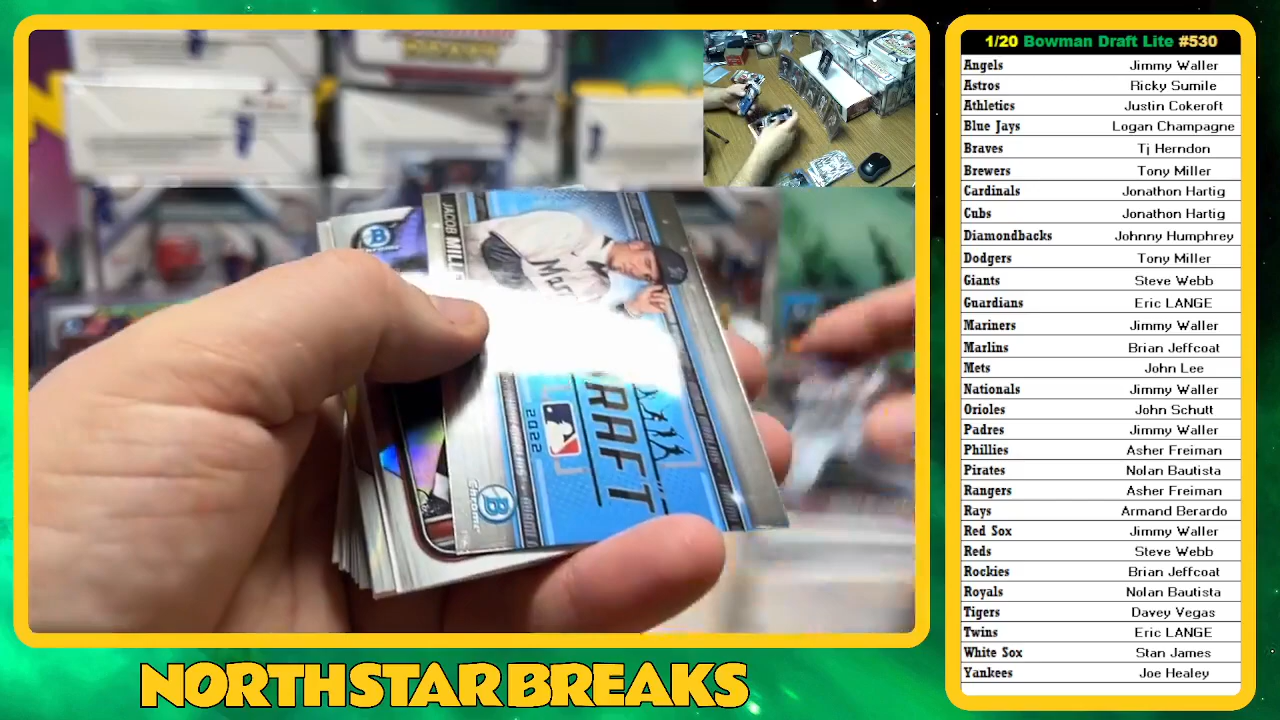 1/20 Bowman Draft Lite #530
Angels Jimmy Waller
Astros Ricky Sumile
Athletics Justin Cokeroft
Blue Jays Logan Champagne
Braves Tj Herndon
Brewers Tony Miller
Cardinals Jonathon Hartig
Cubs Jonathon Hartig
Diamondbacks Johnny Humphrey
Dodgers Tony Miller
Giants Steve Webb
Guardians Eric LANGE
Mariners Jimmy Waller
Marlins Brian Jeffcoat
Mets John Lee
Nationals Jimmy Waller
Orioles John Schutt
Padres Jimmy Waller
Phillies Asher Freiman
Pirates Nolan Bautista
Rangers Asher Freiman
Rays Armand Berardo
Red Sox Jimmy Waller
Reds Steve Webb
Rockies Brian Jeffcoat
Royals Nolan Bautista
Tigers Davey Vegas
Twins Eric LANGE
White Sox Stan James
Yankees Joe Healey
JACOB MILL
RAFT
2022
B
Chrome
B
NORTHSTAR BREAKS